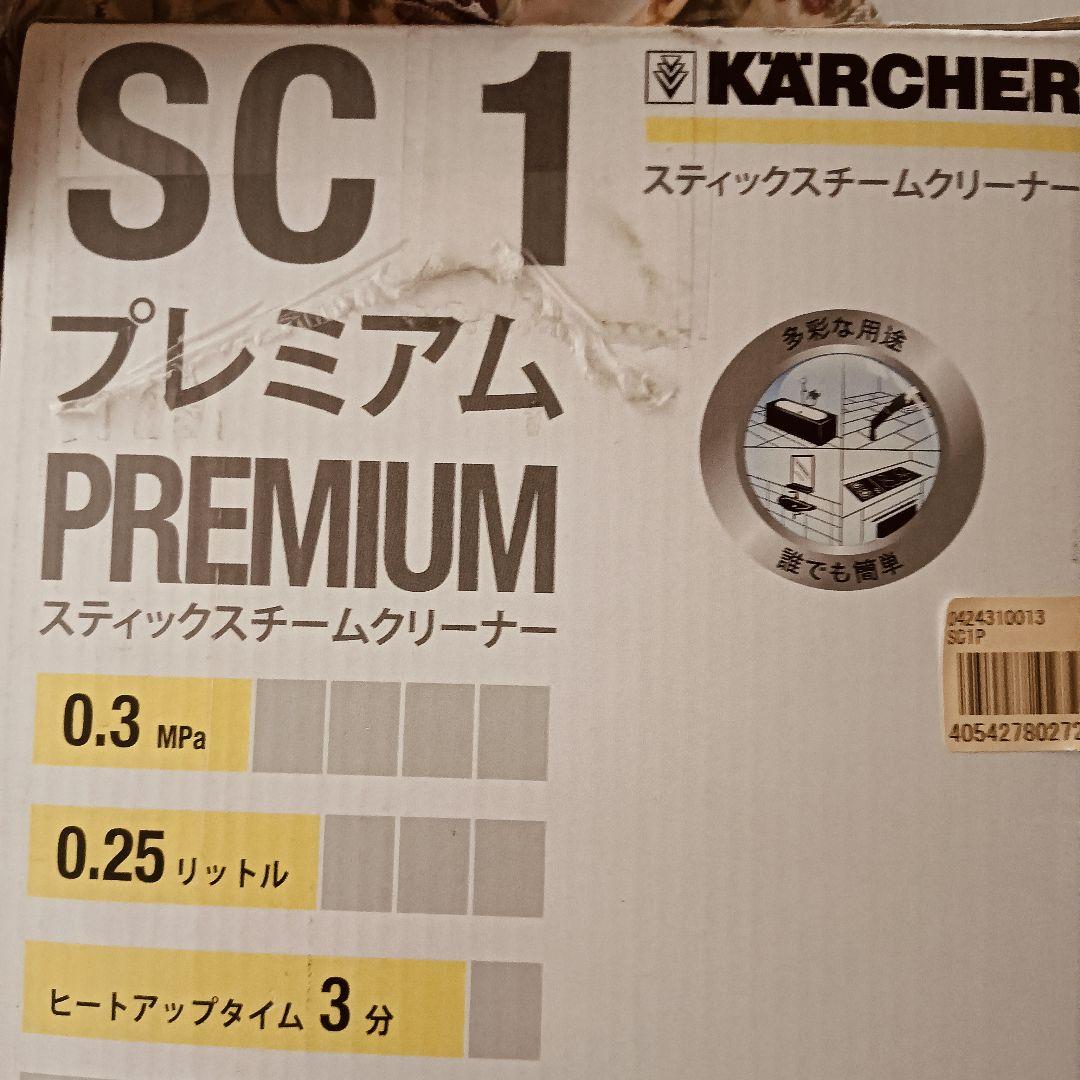 SC 1
KÄRCHER
スティックスチームクリーナー
プレミアム
PREMIUM
スティックスチームクリーナー
多彩な用途
誰でも簡単
0424310013
SC1P
40542780272
0.3 MPa
0.25 リットル
ヒートアップタイム 3 分